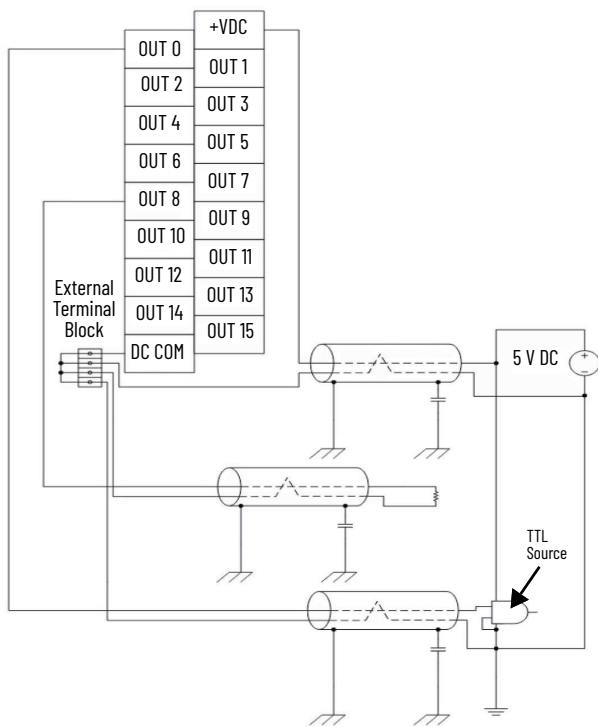 +VDC
OUT 0
OUT 1
OUT 2
OUT 3
OUT 4
OUT 5
OUT 6
OUT 7
OUT 8
OUT 9
OUT 10
OUT 11
OUT 12
OUT 13
OUT 14
OUT 15
DC COM
External
Terminal
Block
5 V DC
+
−
TTL
Source